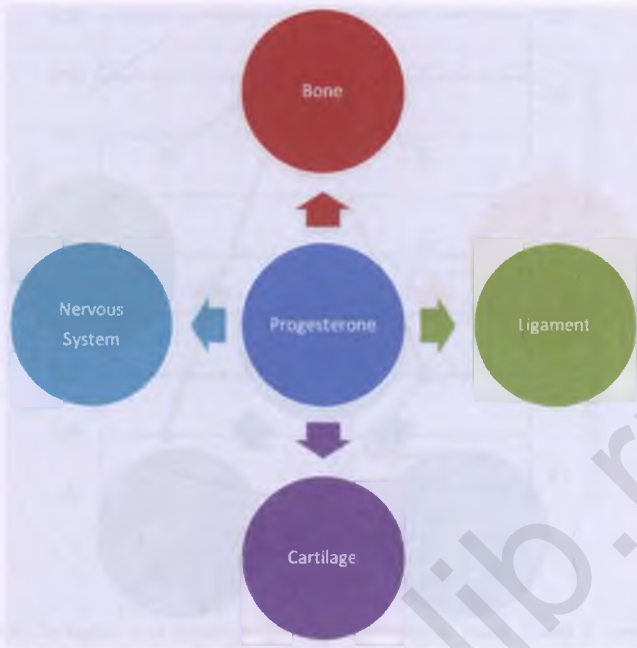 Bone
Nervous
System
Progesterone
Ligament
Cartilage